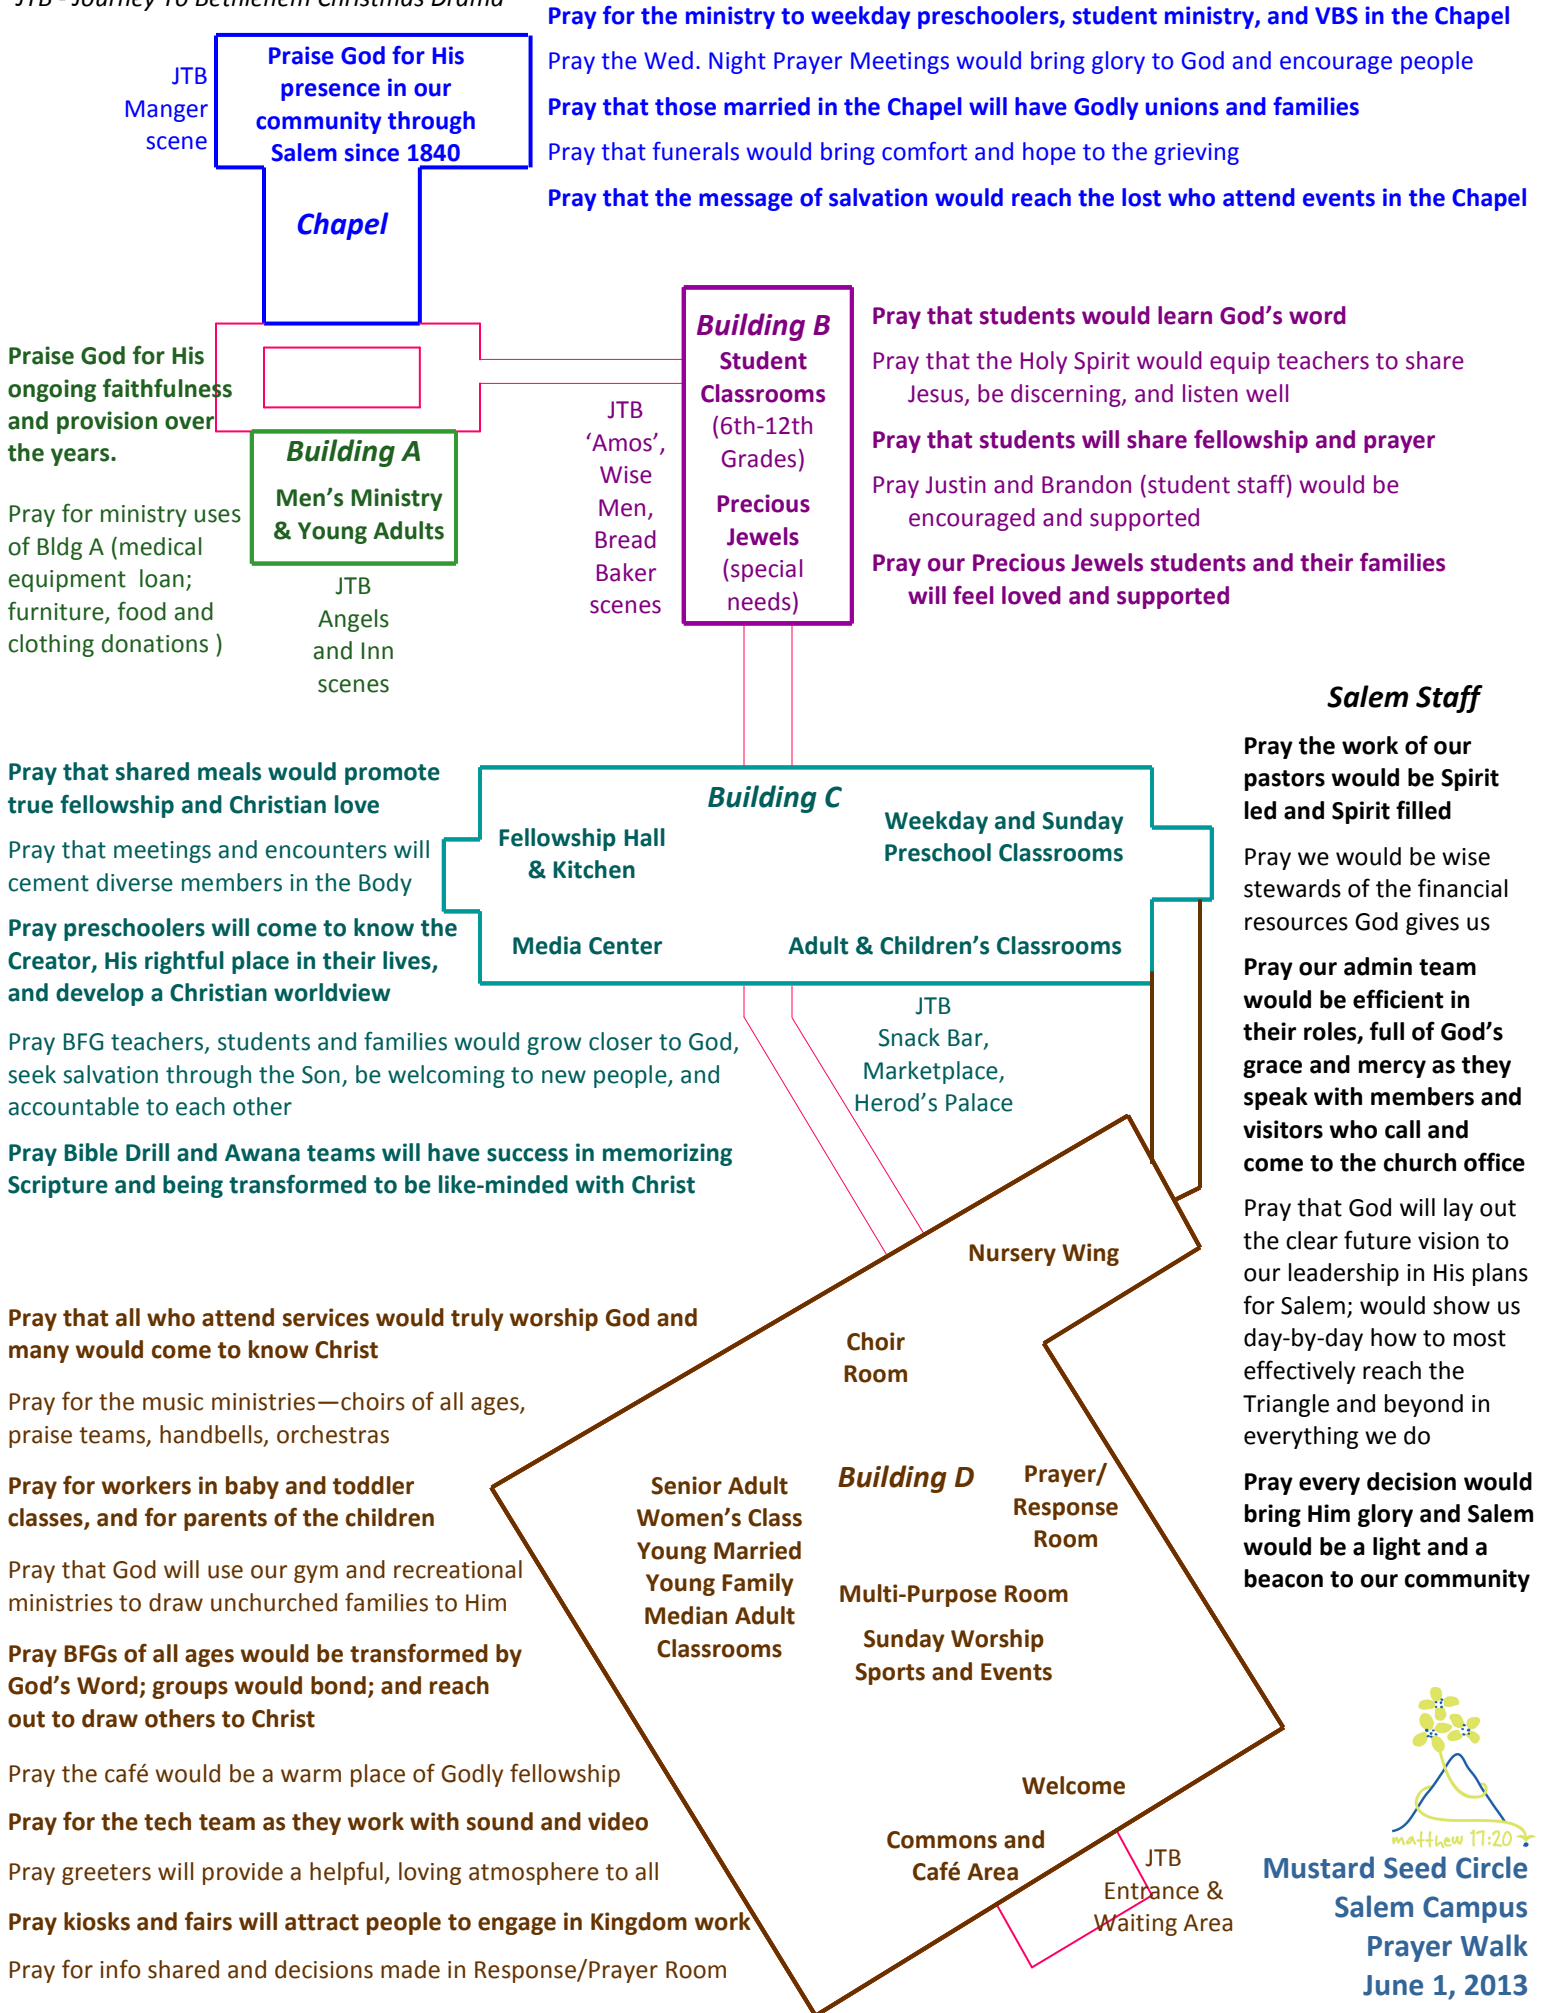 JTB - Journey To Bethlehem Christmas Drama
JTB
Manger
scene
Praise God for His
presence in our
community through
Salem since 1840
Chapel
Pray for the ministry to weekday preschoolers, student ministry, and VBS in the Chapel
Pray the Wed. Night Prayer Meetings would bring glory to God and encourage people
Pray that those married in the Chapel will have Godly unions and families
Pray that funerals would bring comfort and hope to the grieving
Pray that the message of salvation would reach the lost who attend events in the Chapel
Praise God for His
ongoing faithfulness
and provision over
the years.
Pray for ministry uses
of Bldg A (medical
equipment  loan;
furniture, food and
clothing donations )
Building A
Men's Ministry
& Young Adults
JTB
Angels
and Inn
scenes
JTB
‘Amos’,
Wise
Men,
Bread
Baker
scenes
Building B
Student
Classrooms
(6th-12th
Grades)
Precious
Jewels
(special
needs)
Pray that students would learn God’s word
Pray that the Holy Spirit would equip teachers to share
Jesus, be discerning, and listen well
Pray that students will share fellowship and prayer
Pray Justin and Brandon (student staff) would be
encouraged and supported
Pray our Precious Jewels students and their families
will feel loved and supported
Pray that shared meals would promote
true fellowship and Christian love
Pray that meetings and encounters will
cement diverse members in the Body
Pray preschoolers will come to know the
Creator, His rightful place in their lives,
and develop a Christian worldview
Pray BFG teachers, students and families would grow closer to God,
seek salvation through the Son, be welcoming to new people, and
accountable to each other
Pray Bible Drill and Awana teams will have success in memorizing
Scripture and being transformed to be like-minded with Christ
Building C
Fellowship Hall
& Kitchen
Weekday and Sunday
Preschool Classrooms
Media Center
Adult & Children’s Classrooms
JTB
Snack Bar,
Marketplace,
Herod’s Palace
Salem Staff
Pray the work of our
pastors would be Spirit
led and Spirit filled
Pray we would be wise
stewards of the financial
resources God gives us
Pray our admin team
would be efficient in
their roles, full of God’s
grace and mercy as they
speak with members and
visitors who call and
come to the church office
Pray that God will lay out
the clear future vision to
our leadership in His plans
for Salem; would show us
day-by-day how to most
effectively reach the
Triangle and beyond in
everything we do
Pray every decision would
bring Him glory and Salem
would be a light and a
beacon to our community
Pray that all who attend services would truly worship God and
many would come to know Christ
Pray for the music ministries—choirs of all ages,
praise teams, handbells, orchestras
Pray for workers in baby and toddler
classes, and for parents of the children
Pray that God will use our gym and recreational
ministries to draw unchurched families to Him
Pray BFGs of all ages would be transformed by
God’s Word; groups would bond; and reach
out to draw others to Christ
Pray the café would be a warm place of Godly fellowship
Pray for the tech team as they work with sound and video
Pray greeters will provide a helpful, loving atmosphere to all
Pray kiosks and fairs will attract people to engage in Kingdom work
Pray for info shared and decisions made in Response/Prayer Room
Nursery Wing
Choir
Room
Building D
Senior Adult
Women’s Class
Young Married
Young Family
Median Adult
Classrooms
Prayer/
Response
Room
Multi-Purpose Room
Sunday Worship
Sports and Events
Welcome
Commons and
Café Area
JTB
Entrance &
Waiting Area
matthew 17:20
Mustard Seed Circle
Salem Campus
Prayer Walk
June 1, 2013